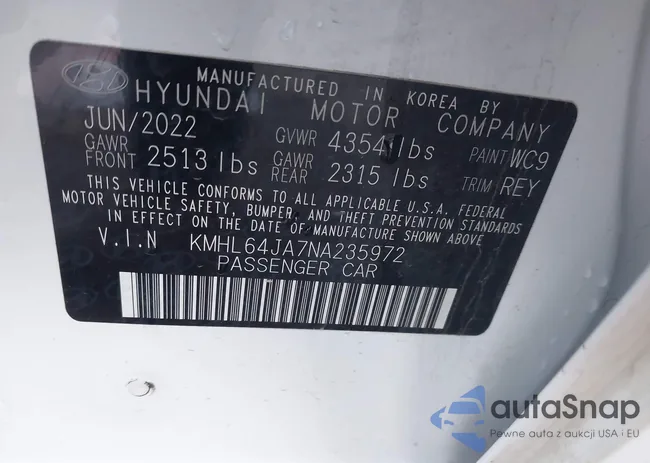 MANUFACTURED IN KOREA BY
HYUNDAI MOTOR COMPANY
JUN/2022 GVWR 4354 lbs PAINT WC9
GAWR FRONT 2513 lbs GAWR REAR 2315 lbs TRIM REY
THIS VEHICLE CONFORMS TO ALL APPLICABLE U.S.A. FEDERAL
MOTOR VEHICLE SAFETY, BUMPER, AND THEFT PREVENTION STANDARDS
IN EFFECT ON THE DATE OF MANUFACTURE SHOWN ABOVE
V.I.N KMHL64JA7NA235972
PASSENGER CAR
autaSnap
Pewne auta z aukcji USA i EU